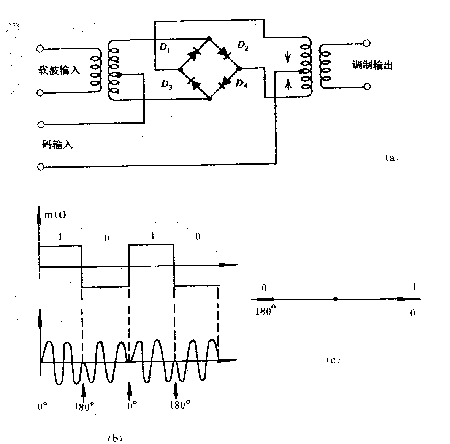 D₁
D₂
载波输入
D₃
D₄
调制输出
码输入
(a)
m(t)
1 0 1 0
0 1
180° 0
(c)
0° 180° 0° 180°
(b)